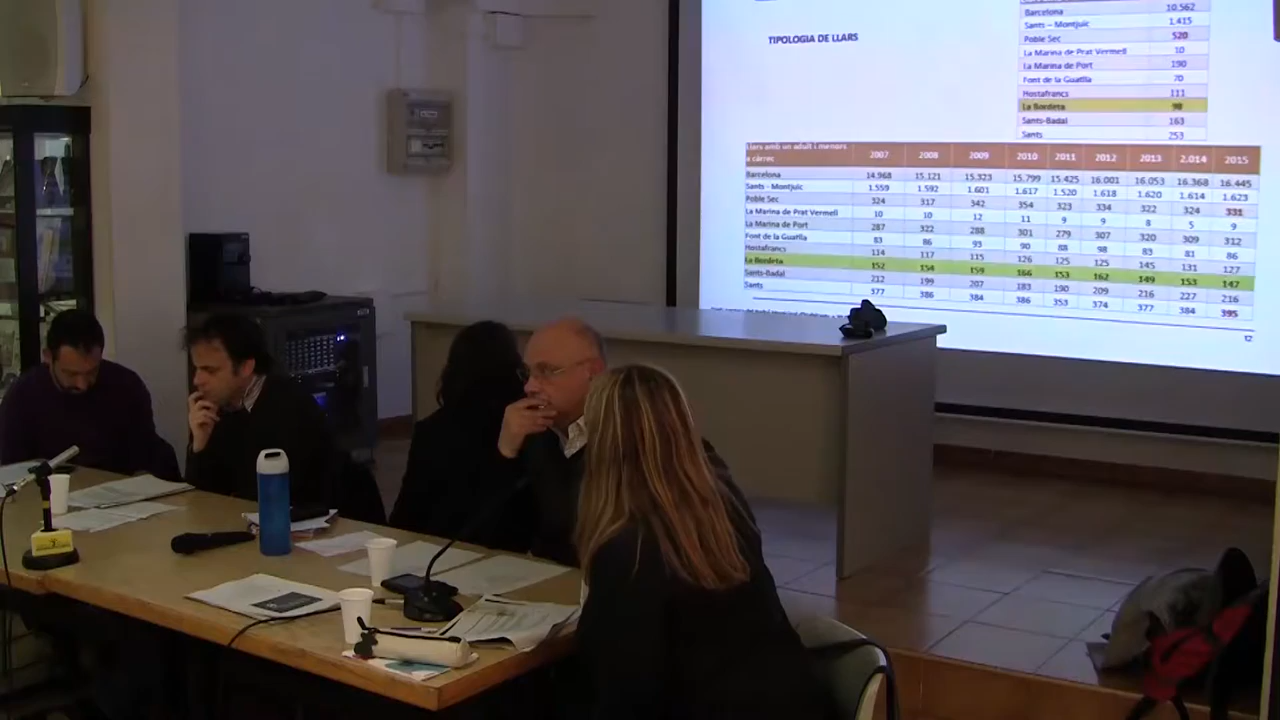 Barcelona 10.562
Sants – Montjuic 1.415
TIPOLOGIA DE LLARS
Poble Sec 520
La Marina de Prat Vermell 10
La Marina de Port 190
Font de la Guatlla 70
Hostafrancs 111
La Bordeta 98
Sants-Badal 163
Sants 253
Llars amb un adult i menors a càrrec 2007 2008 2009 2010 2011 2012 2013 2.014 2015
Barcelona 14.968 15.121 15.323 15.799 15.425 16.001 16.053 16.368 16.445
Sants - Montjuic 1.559 1.592 1.601 1.617 1.520 1.618 1.620 1.614 1.623
Poble Sec 324 317 342 354 323 334 322 324 331
La Marina de Prat Vermell 10 10 12 11 9 9 8 5 9
La Marina de Port 287 322 288 301 279 307 320 309 312
Font de la Guatlla 83 86 93 90 88 98 83 81 86
Hostafrancs 114 117 115 126 125 125 145 131 127
La Bordeta 152 154 159 166 153 162 149 153 147
Sants-Badal 212 199 207 183 190 209 216 227 216
Sants 377 386 384 386 353 374 377 384 395
12